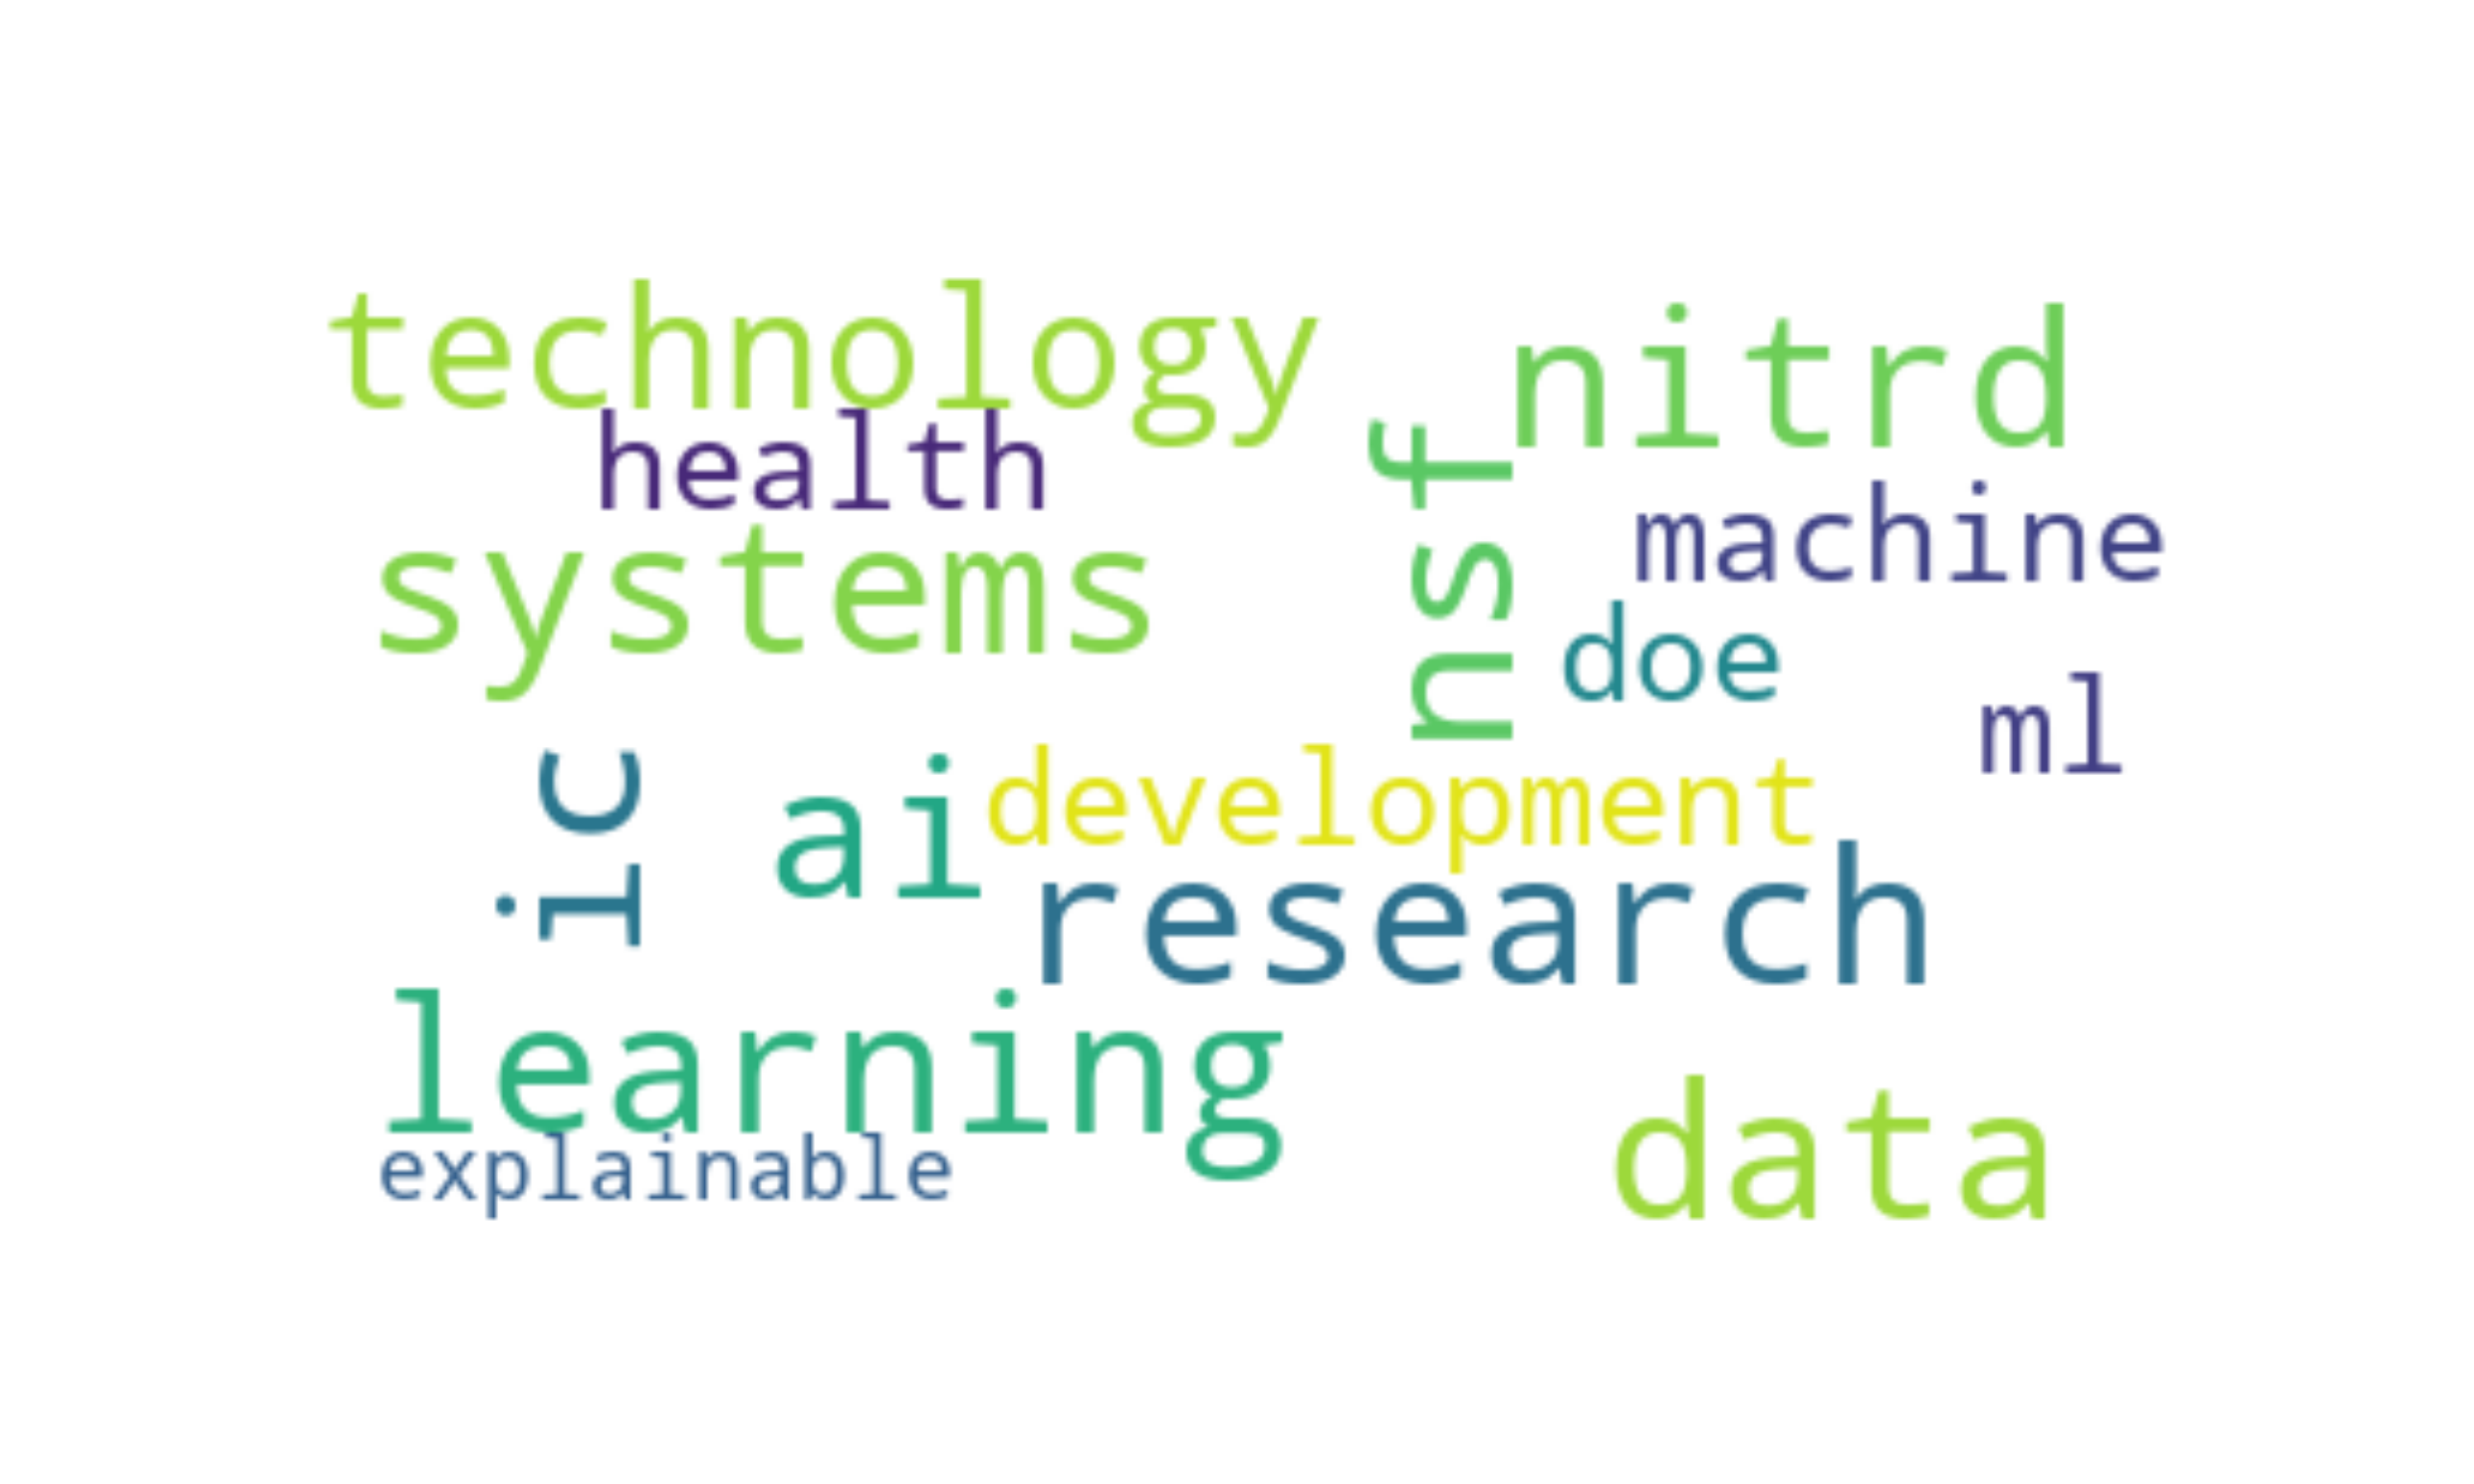 technology
nitrd
health
nsf
machine
systems
doe
ml
ic
ai
development
research
learning
explainable
data